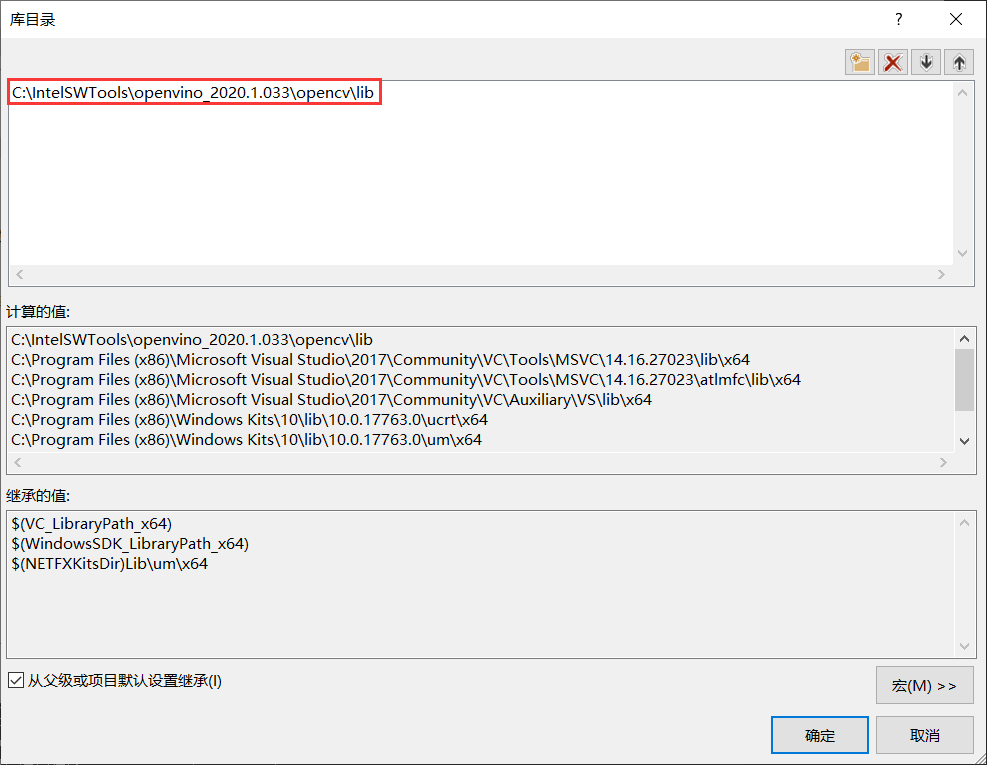 库目录
?
C:\IntelSWTools\openvino_2020.1.033\opencv\lib
计算的值:
C:\IntelSWTools\openvino_2020.1.033\opencv\lib
C:\Program Files (x86)\Microsoft Visual Studio\2017\Community\VC\Tools\MSVC\14.16.27023\lib\x64
C:\Program Files (x86)\Microsoft Visual Studio\2017\Community\VC\Tools\MSVC\14.16.27023\atlmfc\lib\x64
C:\Program Files (x86)\Microsoft Visual Studio\2017\Community\VC\Auxiliary\VS\lib\x64
C:\Program Files (x86)\Windows Kits\10\lib\10.0.17763.0\ucrt\x64
C:\Program Files (x86)\Windows Kits\10\lib\10.0.17763.0\um\x64
继承的值:
$(VC_LibraryPath_x64)
$(WindowsSDK_LibraryPath_x64)
$(NETFXKitsDir)Lib\um\x64
从父级或项目默认设置继承(I)
宏(M) >>
确定
取消